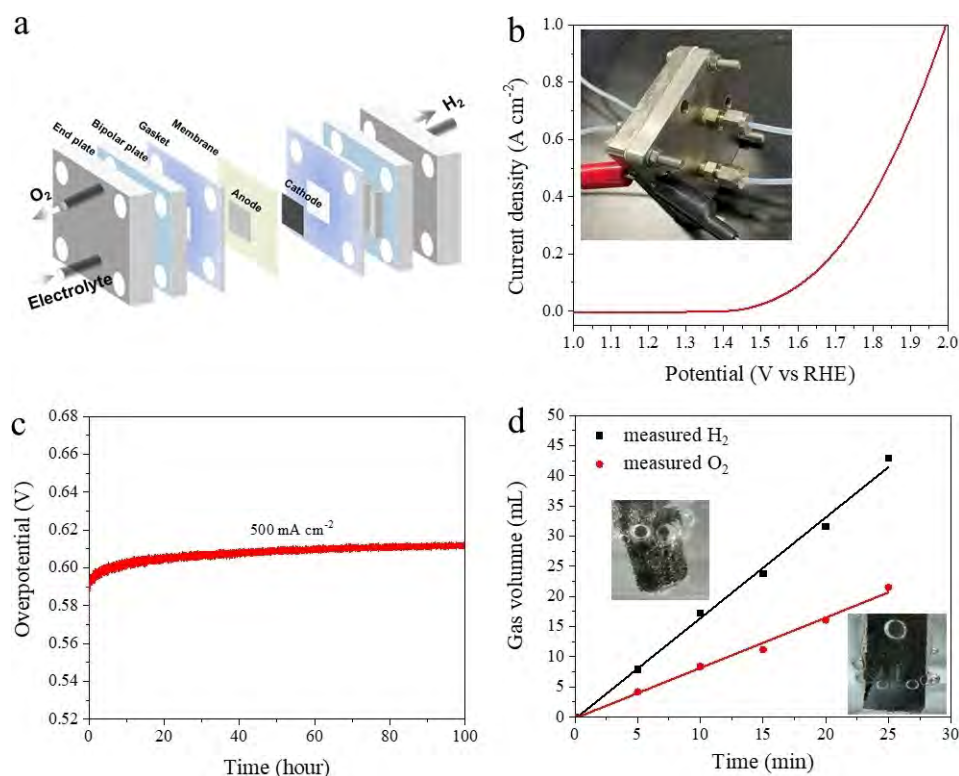 a
End plate
Bipolar plate
Gasket
Membrane
Anode
Cathode
H2
O2
Electrolyte
b
Current density (A cm-2)
1.0
0.8
0.6
0.4
0.2
0.0
1.0 1.1 1.2 1.3 1.4 1.5 1.6 1.7 1.8 1.9 2.0
Potential (V vs RHE)
c
Overpotential (V)
0.68
0.66
0.64
0.62
0.60
0.58
0.56
0.54
0.52
500 mA cm-2
0 20 40 60 80 100
Time (hour)
d
Gas volumne (mL)
50
45
40
35
30
25
20
15
10
5
0
measured H2
measured O2
0 5 10 15 20 25 30
Time (min)